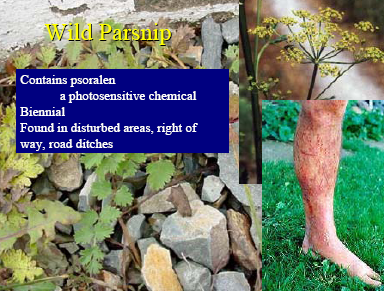 Wild Parsnip
Contains psoralen
a photosensitive chemical
Biennial
Found in disturbed areas, right of
way, road ditches